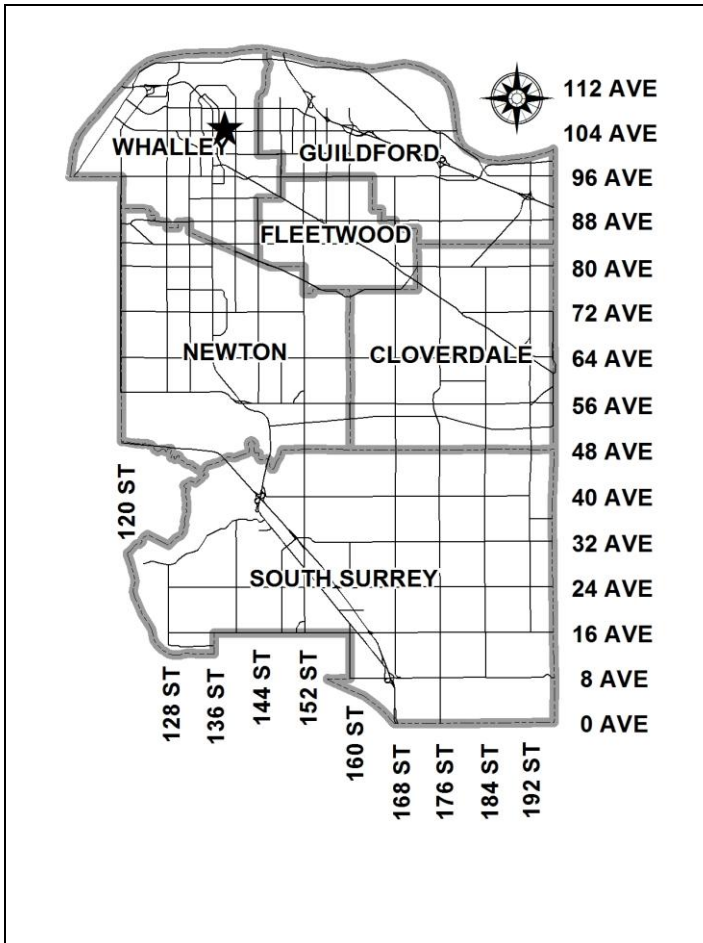 112 AVE
104 AVE
WHALLEY
GUILDFORD
96 AVE
88 AVE
FLEETWOOD
80 AVE
72 AVE
NEWTON
CLOVERDALE
64 AVE
56 AVE
48 AVE
120 ST
40 AVE
32 AVE
SOUTH SURREY
24 AVE
16 AVE
8 AVE
0 AVE
128 ST
136 ST
144 ST
152 ST
160 ST
168 ST
176 ST
184 ST
192 ST